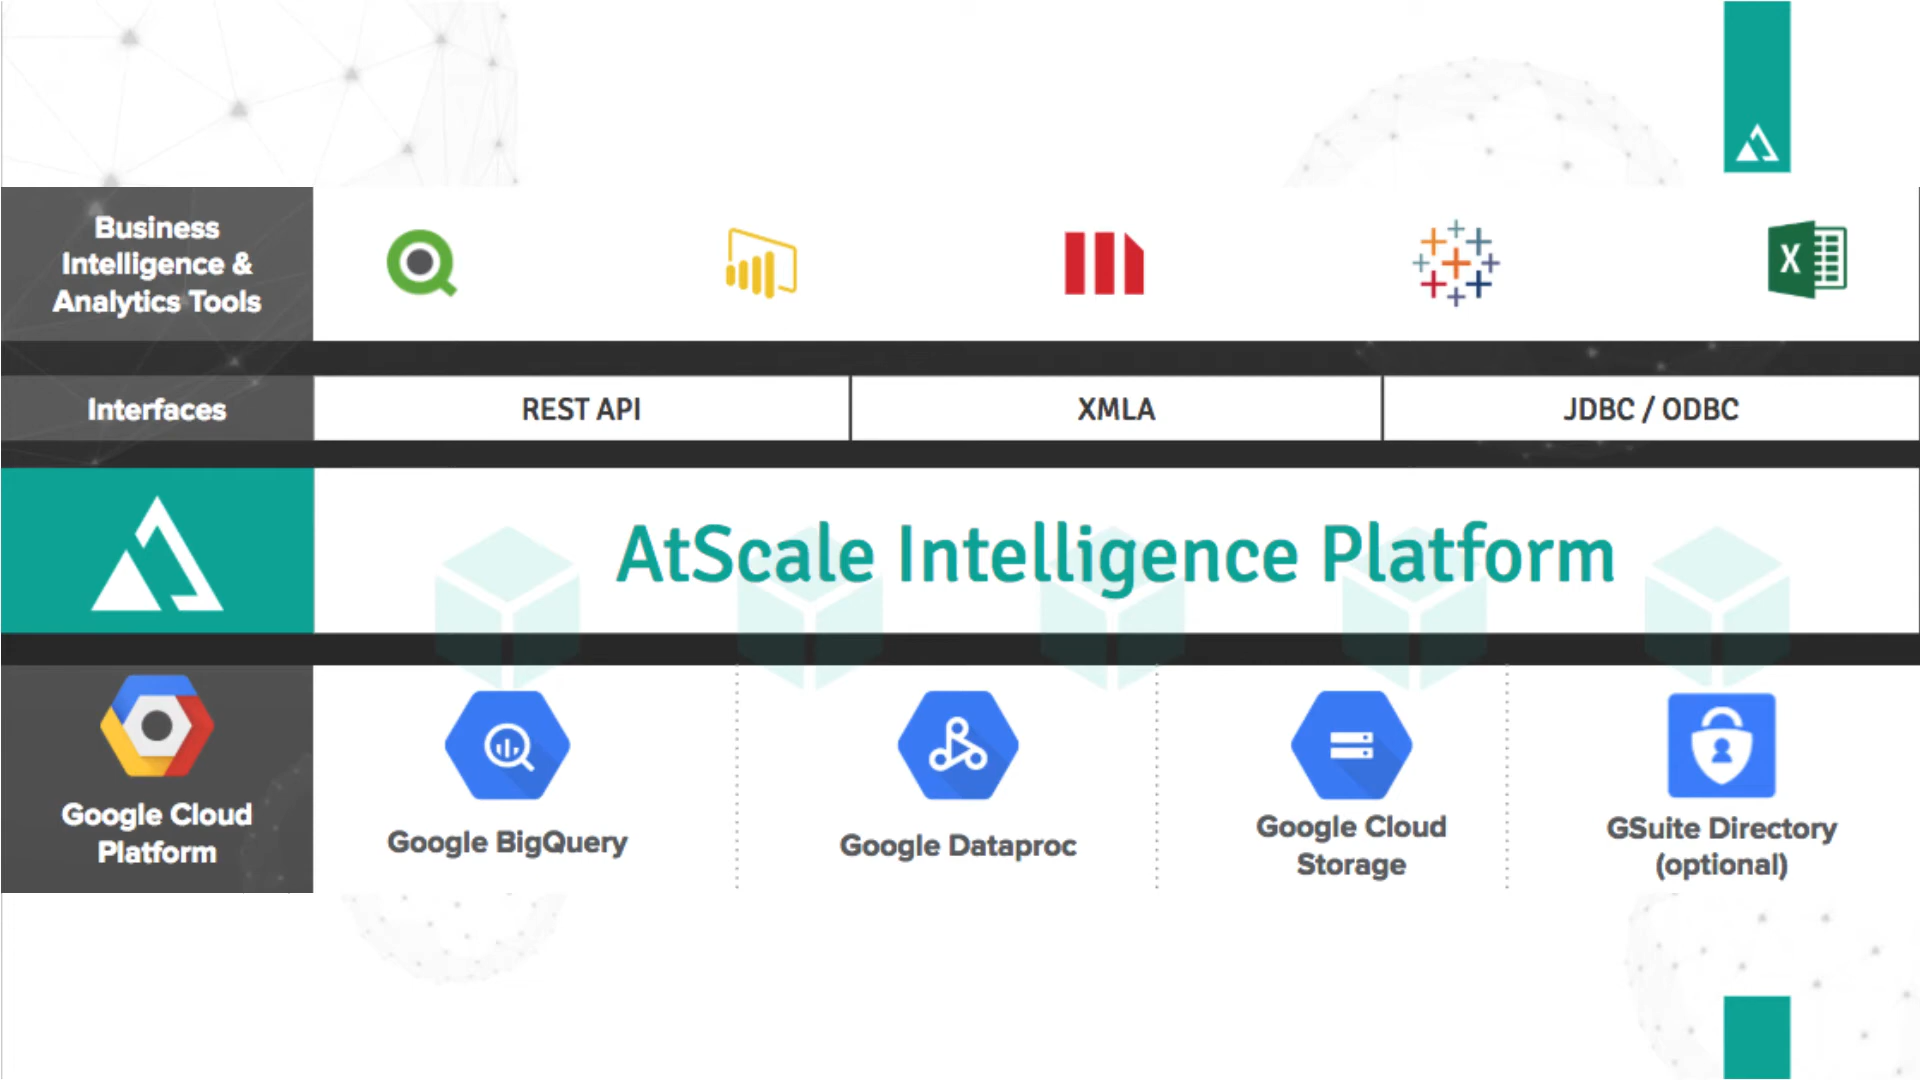 Business
Intelligence &
Analytics Tools
X
Interfaces
REST API
XMLA
JDBC / ODBC
AtScale Intelligence Platform
Google Cloud
Platform
Google BigQuery
Google Dataproc
Google Cloud
Storage
GSuite Directory
(optional)